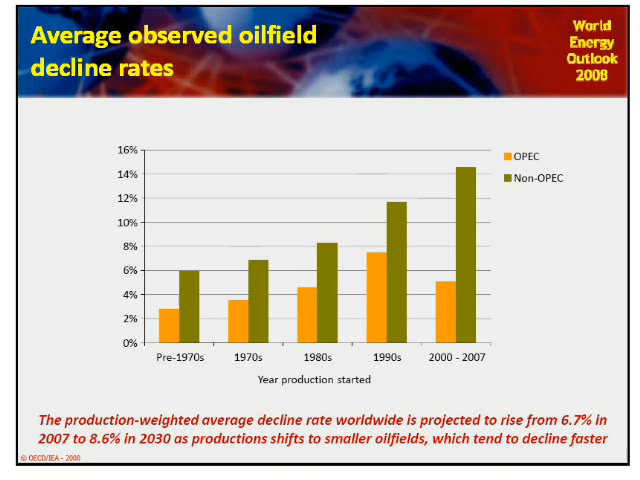 Average observed oilfield
decline rates
World
Energy
Outlook
2008
16%
14%
12%
10%
8%
6%
4%
2%
0%
OPEC
Non-OPEC
Pre-1970s 1970s 1980s 1990s 2000 - 2007
Year production started
The production-weighted average decline rate worldwide is projected to rise from 6.7% in
2007 to 8.6% in 2030 as productions shifts to smaller oilfields, which tend to decline faster
© OECD/IEA - 2008